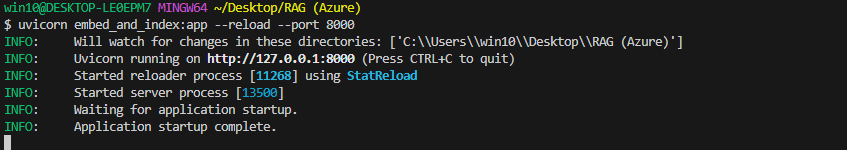 win10@DESKTOP-LE0EPM7 MINGW64 ~/Desktop/RAG (Azure)
$ uvicorn embed_and_index:app --reload --port 8000
INFO:     Will watch for changes in these directories: ['C:\\Users\\win10\\Desktop\\RAG (Azure)']
INFO:     Uvicorn running on http://127.0.0.1:8000 (Press CTRL+C to quit)
INFO:     Started reloader process [11268] using StatReload
INFO:     Started server process [13500]
INFO:     Waiting for application startup.
INFO:     Application startup complete.